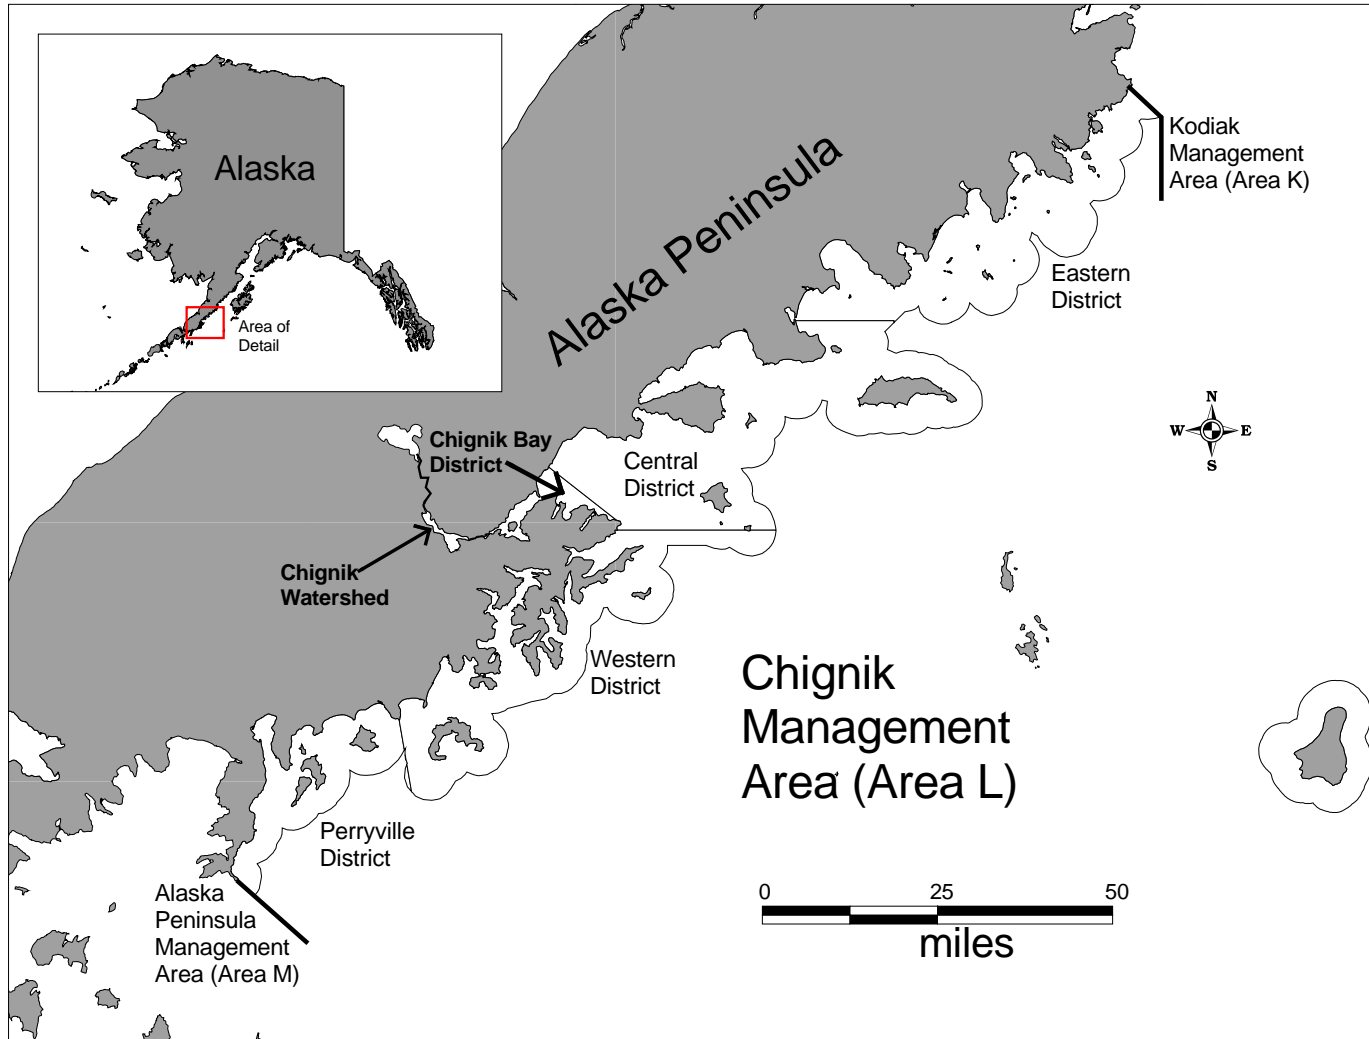 Alaska
Area of
Detail
Alaska Peninsula
Kodiak
Management
Area (Area K)
Eastern
District
N
W
E
S
Chignik Bay
District
Central
District
Chignik
Watershed
Western
District
Chignik
Management
Area (Area L)
Perryville
District
Alaska
Peninsula
Management
Area (Area M)
0 25 50
miles